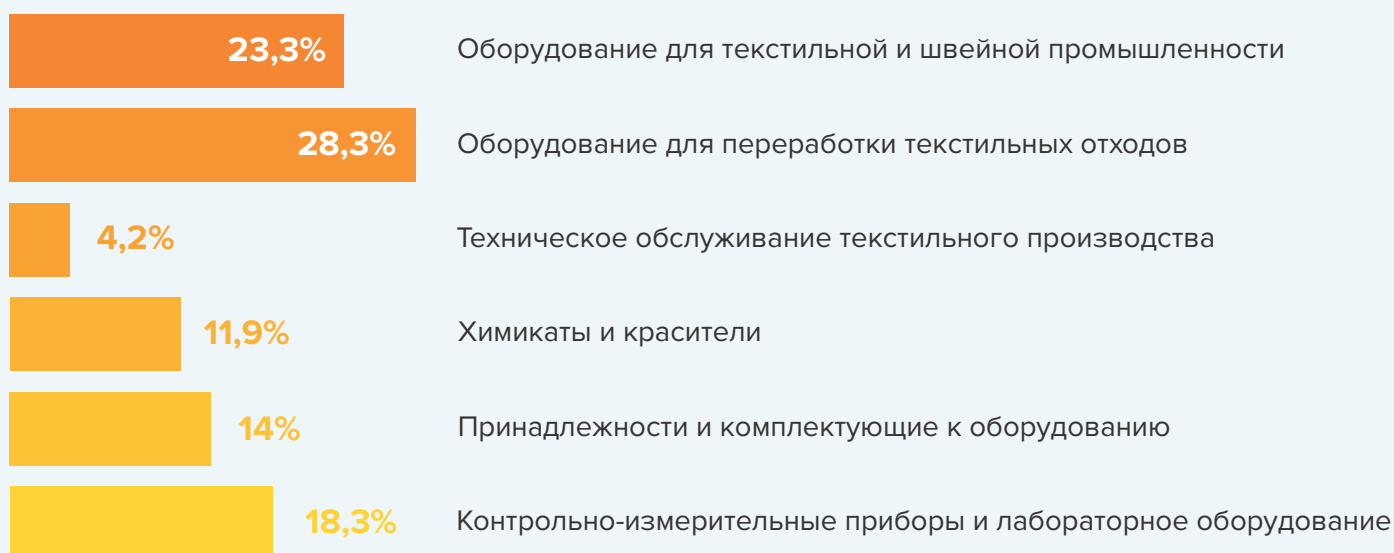 23,3% Оборудование для текстильной и швейной промышленности
28,3% Оборудование для переработки текстильных отходов
4,2% Техническое обслуживание текстильного производства
11,9% Химикаты и красители
14% Принадлежности и комплектующие к оборудованию
18,3% Контрольно-измерительные приборы и лабораторное оборудование